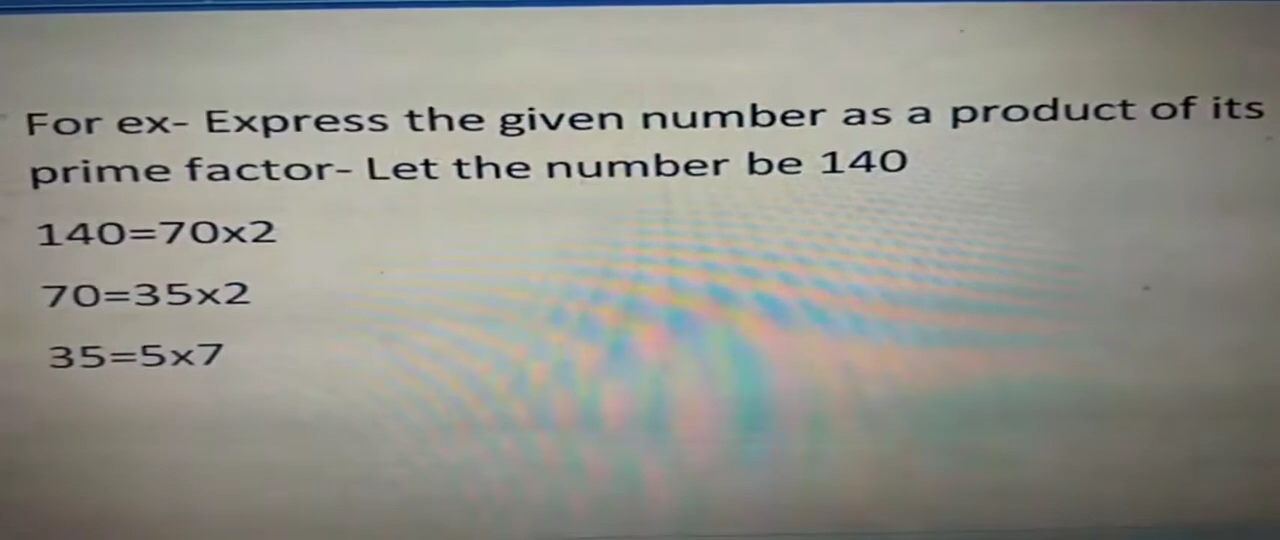 For ex- Express the given number as a product of its
prime factor- Let the number be 140
140=70x2
70=35x2
35=5x7